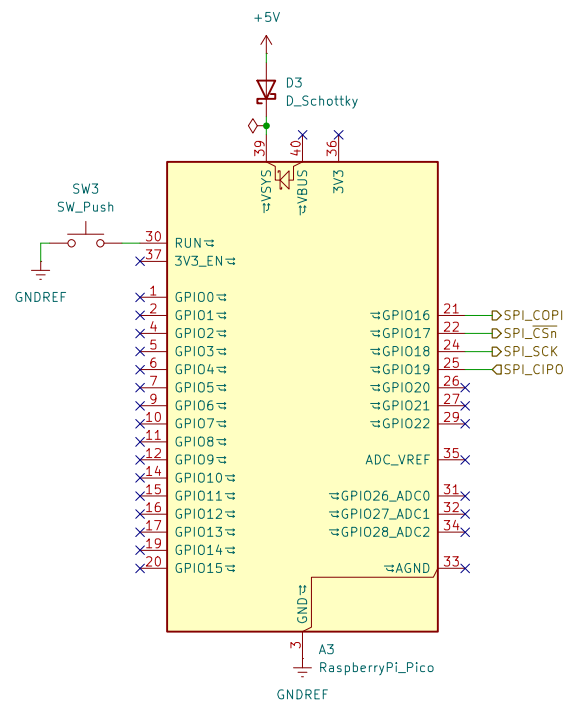 +5V
D3
D_Schottky
39
40
36
VSYS
VBUS
3V3
SW3
SW_Push
30
RUN
37
3V3_EN
GNDREF
1
GPIO0
2
GPIO1
4
GPIO2
5
GPIO3
6
GPIO4
7
GPIO5
9
GPIO6
10
GPIO7
11
GPIO8
12
GPIO9
14
GPIO10
15
GPIO11
16
GPIO12
17
GPIO13
19
GPIO14
20
GPIO15
GPIO16
21
SPI_COPI
GPIO17
22
SPI_CSn
GPIO18
24
SPI_SCK
GPIO19
25
SPI_CIPO
GPIO20
26
GPIO21
27
GPIO22
29
ADC_VREF
35
GPIO26_ADC0
31
GPIO27_ADC1
32
GPIO28_ADC2
34
AGND
33
GND
3
A3
RaspberryPi_Pico
GNDREF